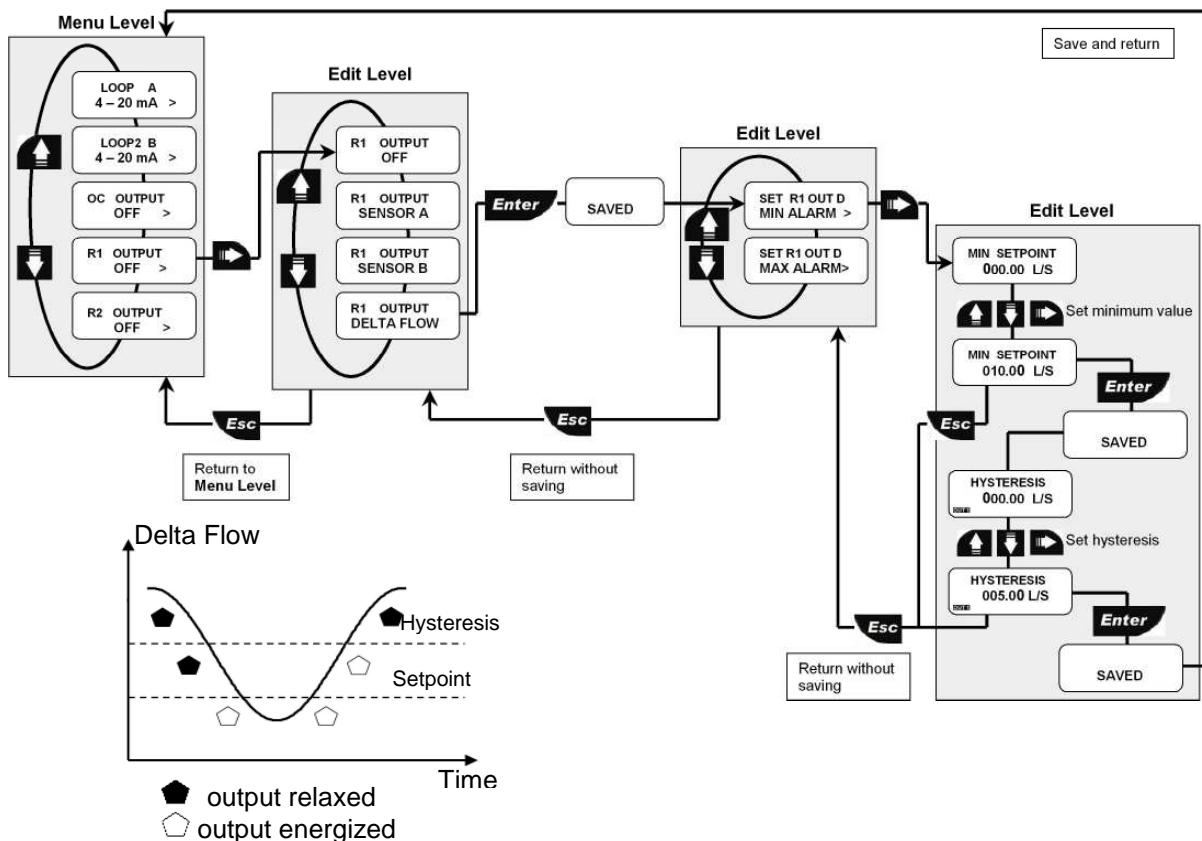 Menu Level
LOOP A
4 – 20 mA >
LOOP2 B
4 – 20 mA >
OC OUTPUT
OFF >
R1 OUTPUT
OFF >
R2 OUTPUT
OFF >
Esc
Return to
Menu Level
Edit Level
R1 OUTPUT
OFF
R1 OUTPUT
SENSOR A
R1 OUTPUT
SENSOR B
R1 OUTPUT
DELTA FLOW
Enter
SAVED
Esc
Return without
saving
Edit Level
SET R1 OUT D
MIN ALARM >
SET R1 OUT D
MAX ALARM>
Save and return
Edit Level
MIN SETPOINT
000.00 L/S
Set minimum value
MIN SETPOINT
010.00 L/S
Enter
Esc
SAVED
HYSTERESIS
000.00 L/S
OUT 1
Set hysteresis
HYSTERESIS
005.00 L/S
OUT 1
Enter
Esc
SAVED
Return without
saving
Delta Flow
Hysteresis
Setpoint
Time
output relaxed
output energized